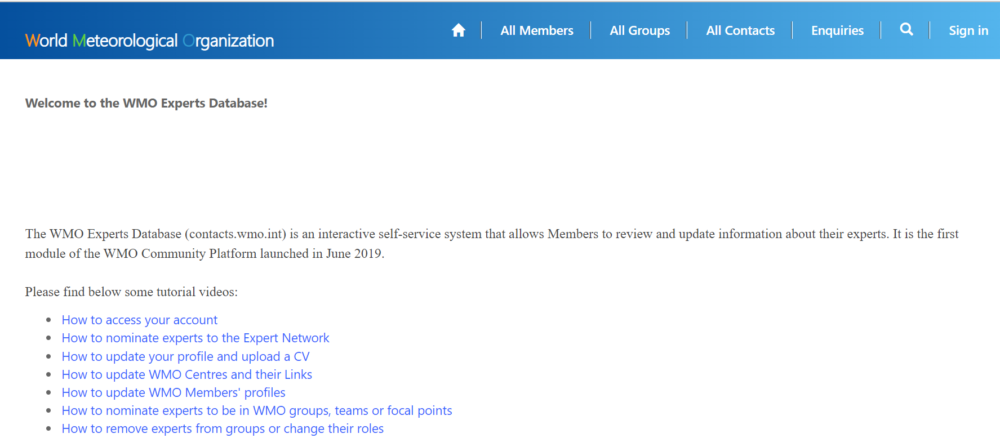 World Meteorological Organization
All Members
All Groups
All Contacts
Enquiries
Sign in
Welcome to the WMO Experts Database!
The WMO Experts Database (contacts.wmo.int) is an interactive self-service system that allows Members to review and update information about their experts. It is the first
module of the WMO Community Platform launched in June 2019.
Please find below some tutorial videos:
How to access your account
How to nominate experts to the Expert Network
How to update your profile and upload a CV
How to update WMO Centres and their Links
How to update WMO Members' profiles
How to nominate experts to be in WMO groups, teams or focal points
How to remove experts from groups or change their roles